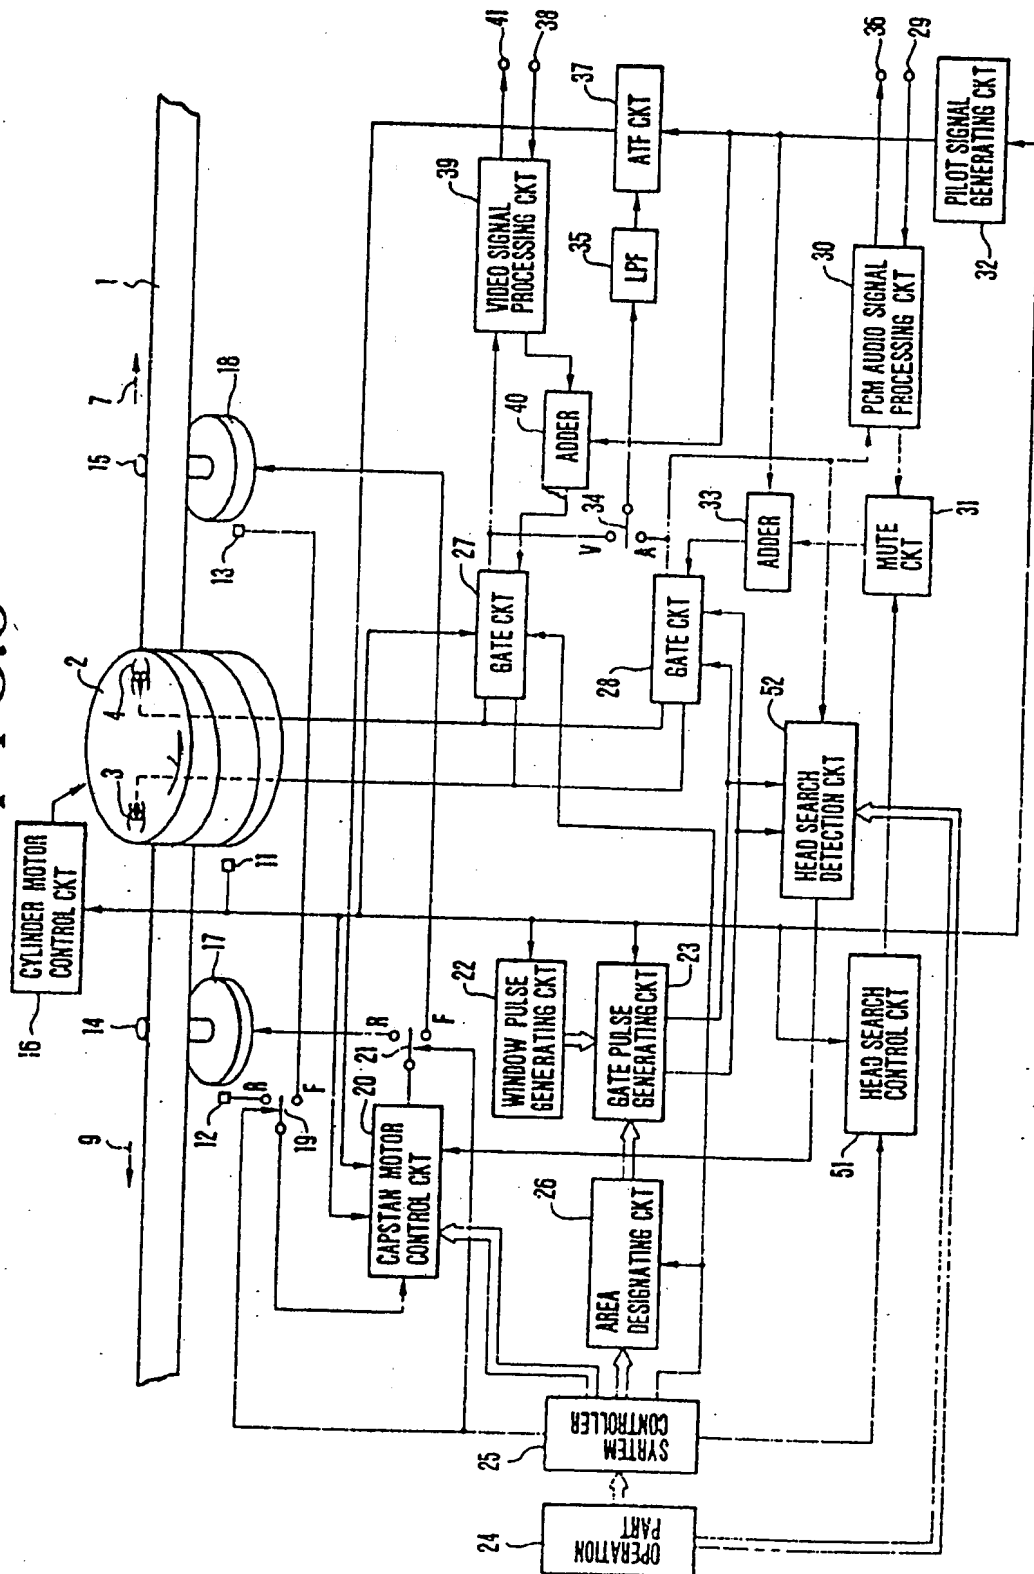 16
CYLINDER MOTOR
CONTROL CKT
2
3
4
1
7
9
14
17
11
15
18
12
R
F
19
13
20
CAPSTAN MOTOR
CONTROL CKT
21
R
F
22
WINDOW PULSE
GENERATING CKT
GATE PULSE
GENERATING CKT
23
24
OPERATION
PART
25
SYRTEM
CONTROLLER
26
AREA
DESIGNATING CKT
27
GATE CKT
28
GATE CKT
V
A
34
40
ADDER
39
VIDEO SIGNAL
PROCESSING CKT
41
38
35
LPF
37
ATF CKT
33
ADDER
31
MUTE
CKT
30
PCM AUDIO SIGNAL
PROCESSING CKT
36
29
32
PILOT SIGNAL
GENERATING CKT
51
HEAD SEARCH
CONTROL CKT
52
HEAD SEARCH
DETECTION CKT